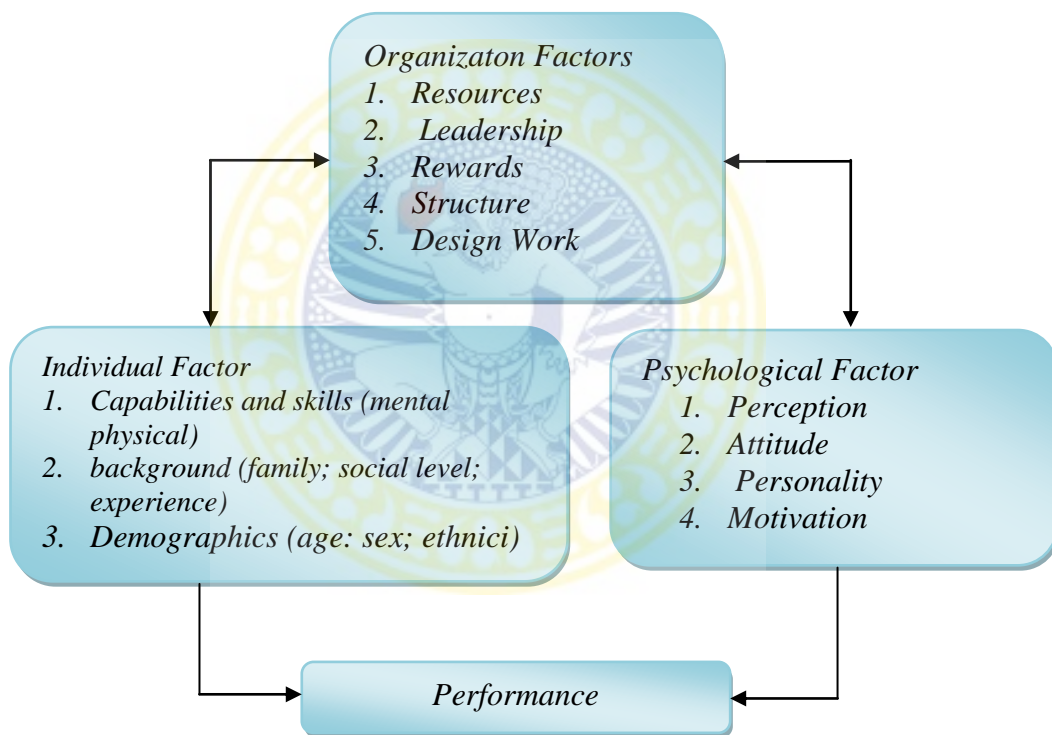 Organizaton Factors
1. Resources
2. Leadership
3. Rewards
4. Structure
5. Design Work
Individual Factor
1. Capabilities and skills (mental
physical)
2. background (family; social level;
experience)
3. Demographics (age: sex; ethnici)
Psychological Factor
1. Perception
2. Attitude
3. Personality
4. Motivation
Performance